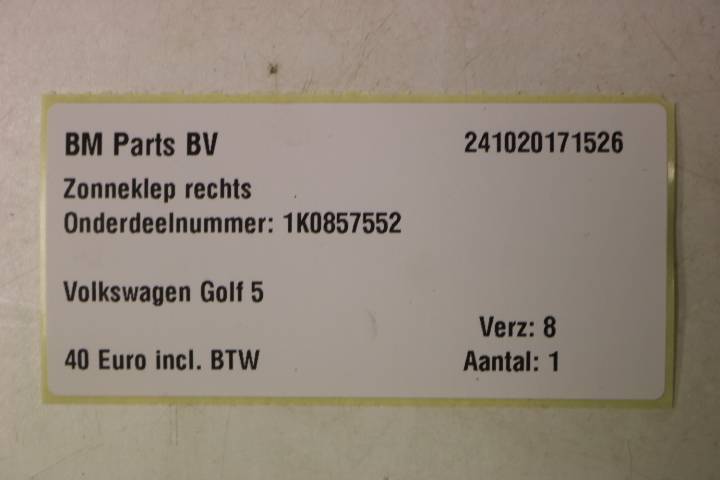 BM Parts BV 241020171526
Zonneklep rechts
Onderdeelnummer: 1K0857552
Volkswagen Golf 5
Verz: 8
40 Euro incl. BTW Aantal: 1